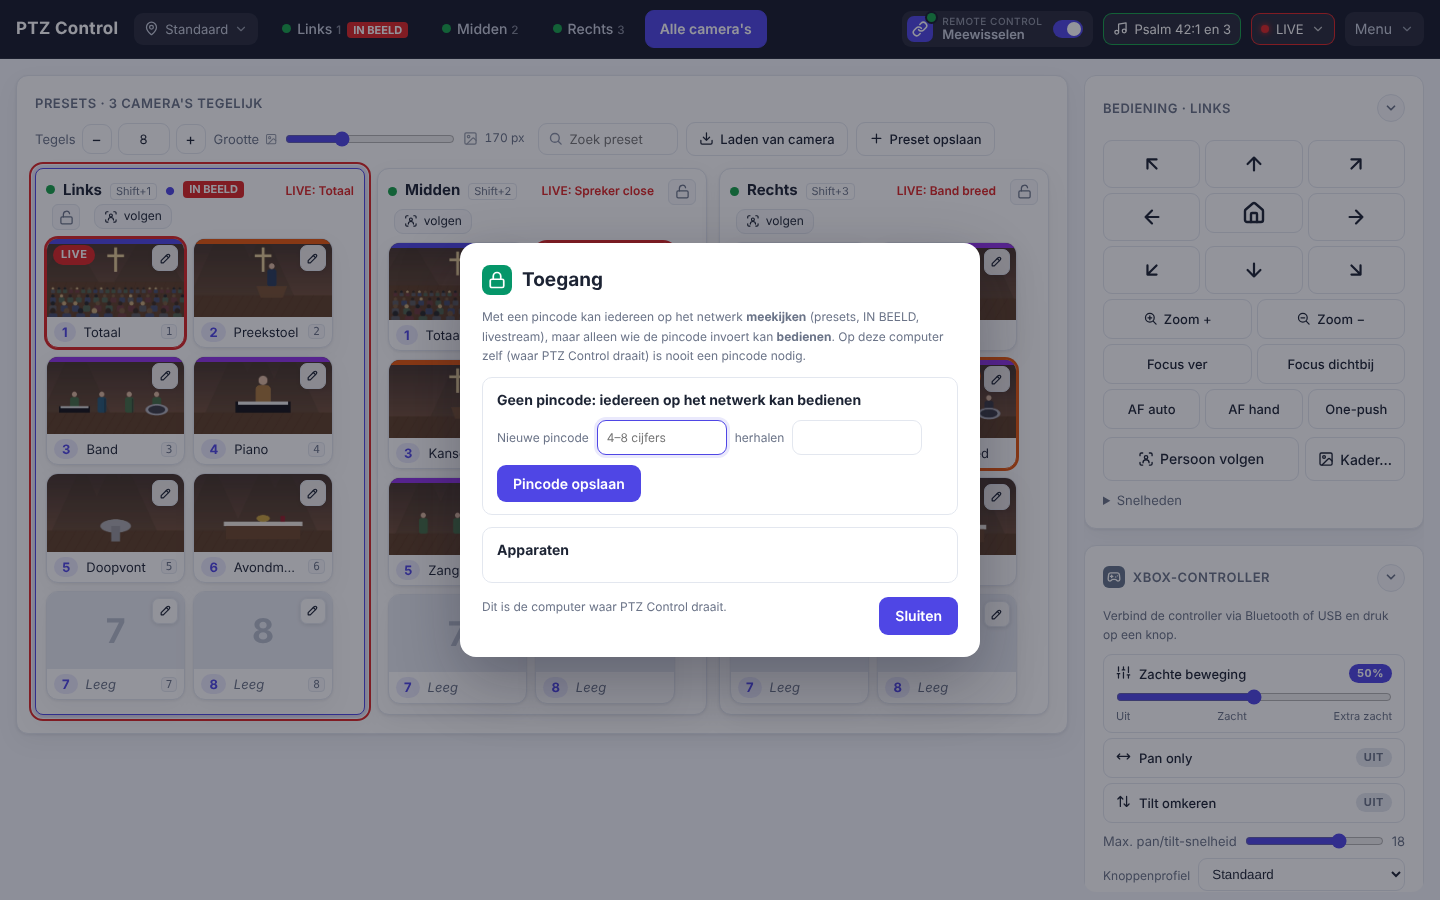 PTZ Control
Standaard
Links 1 IN BEELD
Midden 2
Rechts 3
Alle camera's
REMOTE CONTROL
Meewisselen
Psalm 42:1 en 3
LIVE
Menu
PRESETS · 3 CAMERA'S TEGELIJK
Tegels − 8 + Grootte 170 px
Zoek preset
Laden van camera
Preset opslaan
Links Shift+1 IN BEELD LIVE: Totaal
volgen
LIVE
1 Totaal 1
2 Preekstoel 2
3 Band 3
4 Piano 4
5 Doopvont 5
6 Avondm... 6
7
8
7 Leeg 7
8 Leeg 8
Midden Shift+2 LIVE: Spreker close
volgen
1
3
5
7 Leeg
8 Leeg
Rechts Shift+3 LIVE: Band breed
volgen
7 Leeg
8 Leeg
Toegang
Met een pincode kan iedereen op het netwerk meekijken (presets, IN BEELD,
livestream), maar alleen wie de pincode invoert kan bedienen. Op deze computer
zelf (waar PTZ Control draait) is nooit een pincode nodig.
Geen pincode: iedereen op het netwerk kan bedienen
Nieuwe pincode 4–8 cijfers herhalen
Pincode opslaan
Apparaten
Dit is de computer waar PTZ Control draait.
Sluiten
BEDIENING · LINKS
Zoom +
Zoom −
Focus ver
Focus dichtbij
AF auto
AF hand
One-push
Persoon volgen
Kader...
Snelheden
XBOX-CONTROLLER
Verbind de controller via Bluetooth of USB en druk
op een knop.
Zachte beweging 50%
Uit Zacht Extra zacht
Pan only UIT
Tilt omkeren UIT
Max. pan/tilt-snelheid 18
Knoppenprofiel Standaard